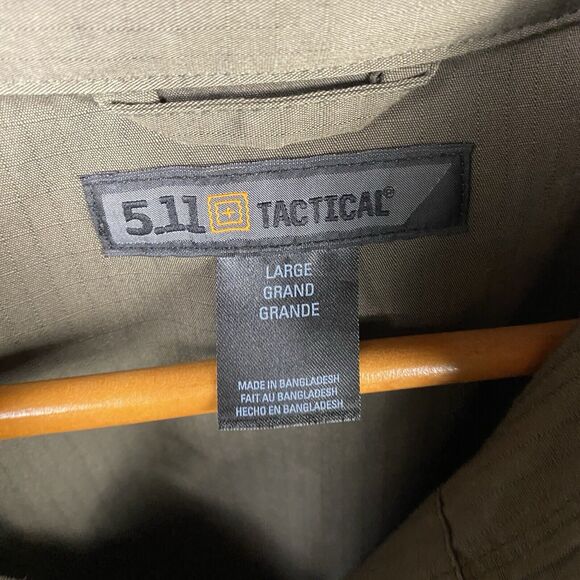 5.11 TACTICAL®
LARGE
GRAND
GRANDE
MADE IN BANGLADESH
FAIT AU BANGLADESH
HECHO EN BANGLADESH